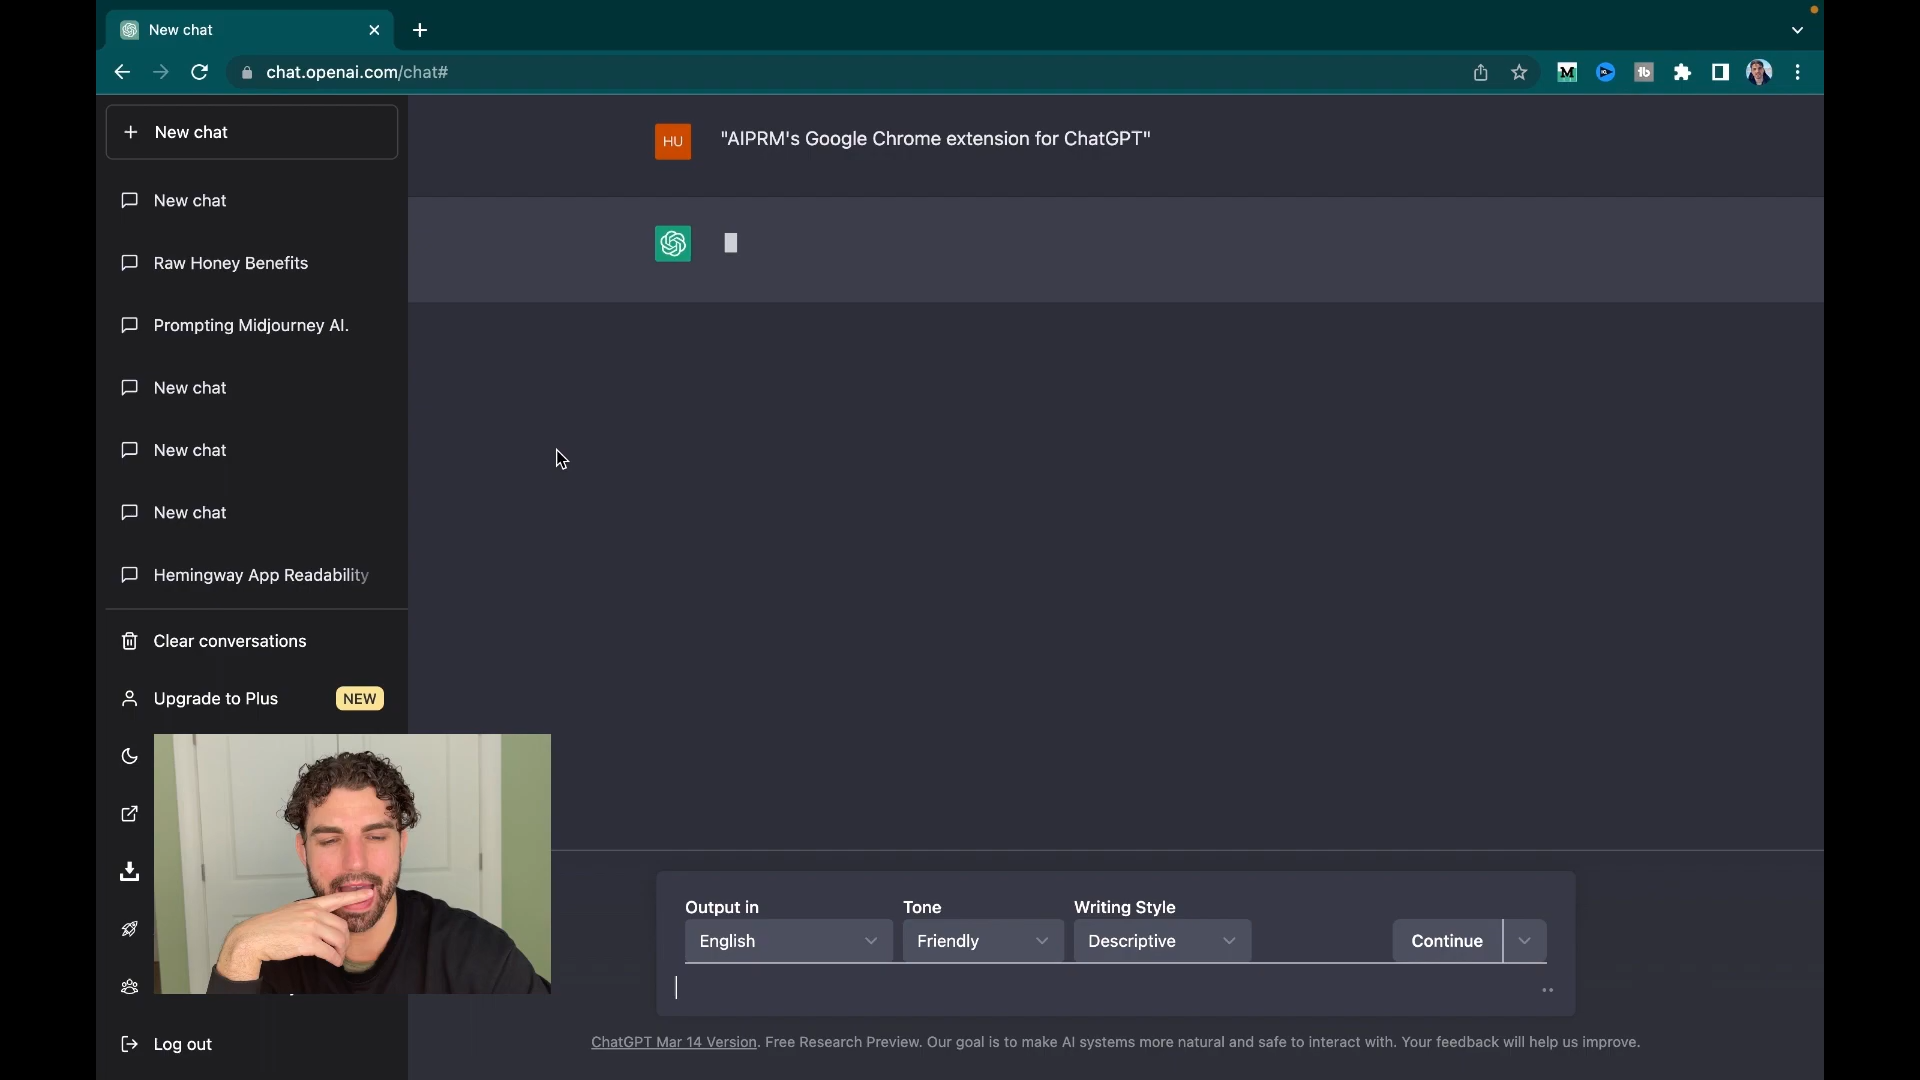 New chat
chat.openai.com/chat#
New chat
New chat
Raw Honey Benefits
Prompting Midjourney AI.
New chat
New chat
New chat
Hemingway App Readability
Clear conversations
Upgrade to Plus NEW
Log out
HU "AIPRM's Google Chrome extension for ChatGPT"
Output in Tone Writing Style
English Friendly Descriptive Continue
ChatGPT Mar 14 Version. Free Research Preview. Our goal is to make AI systems more natural and safe to interact with. Your feedback will help us improve.